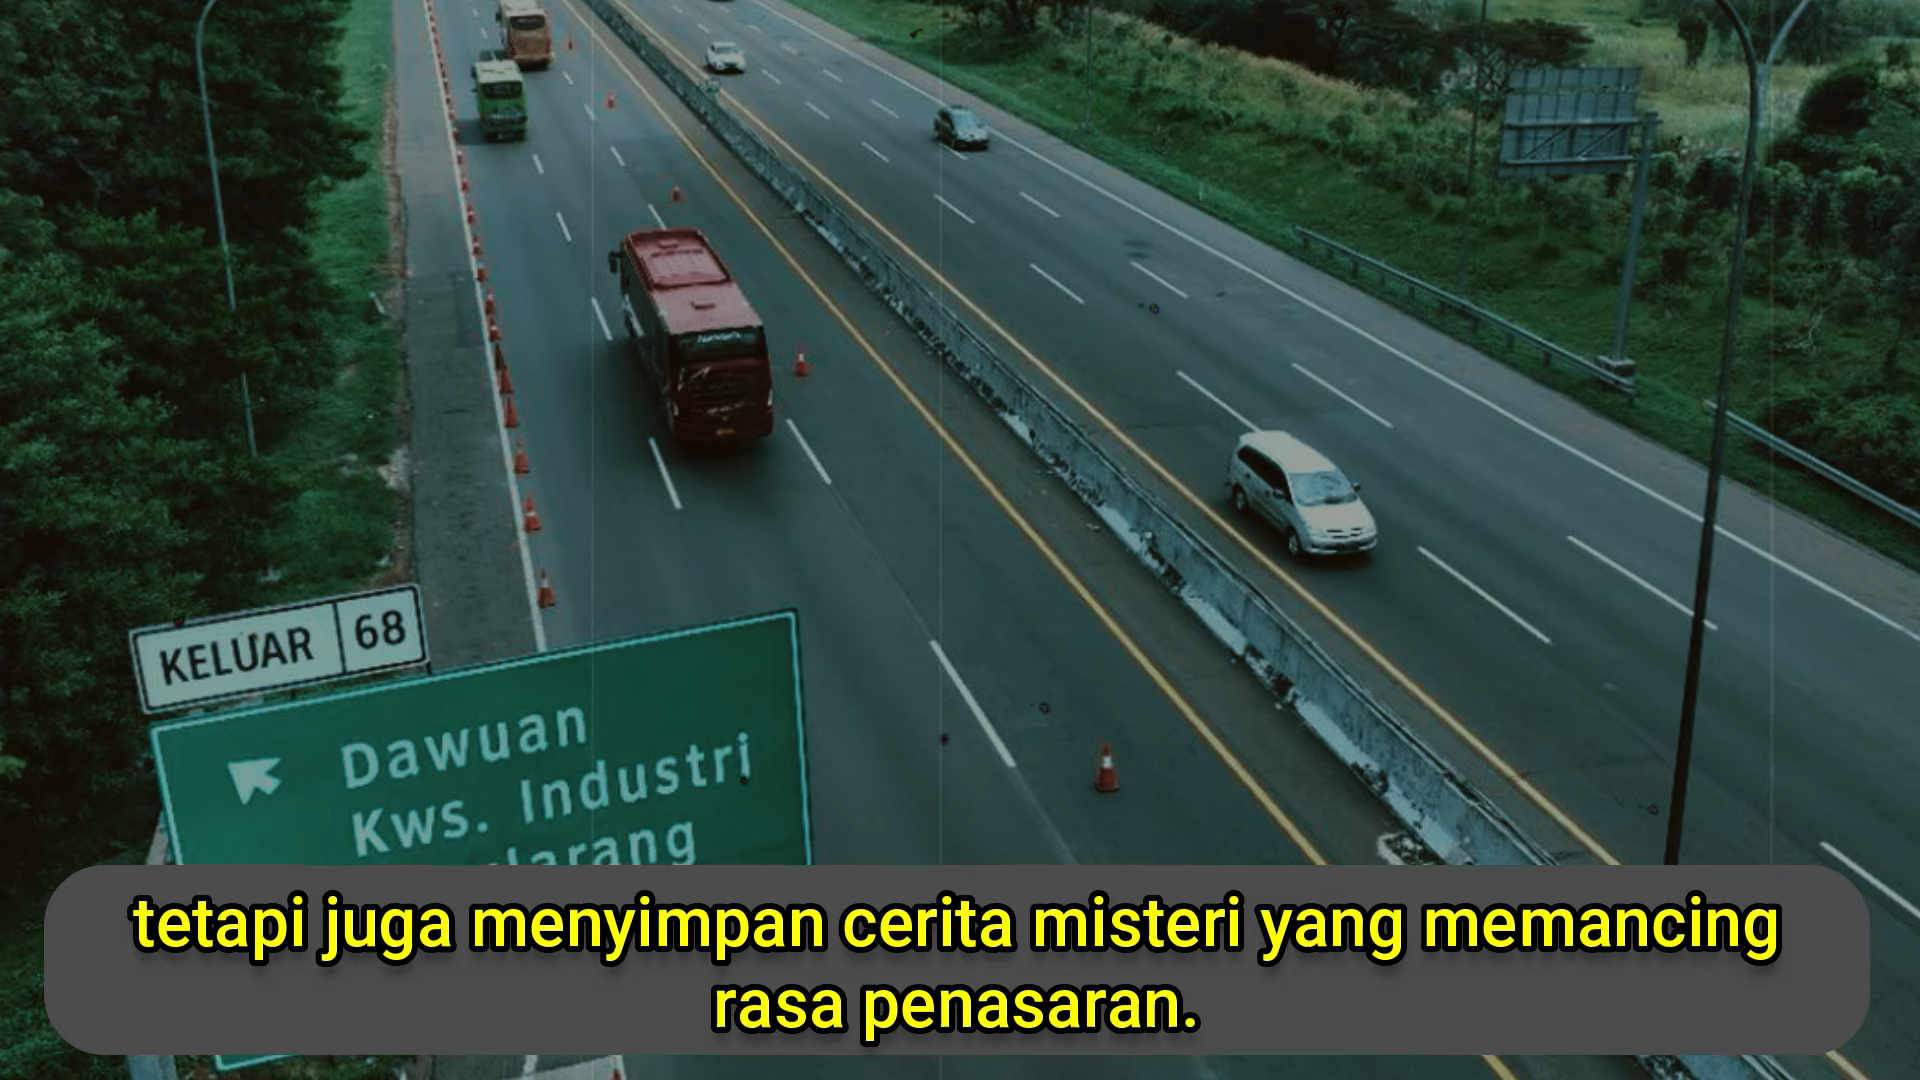 KELUAR 68
Dawuan
Kws. Industri
tetapi juga menyimpan cerita misteri yang memancing
rasa penasaran.